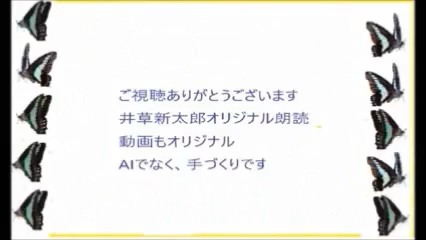 ご視聴ありがとうございます
井草新太郎オリジナル朗読
動画もオリジナル
AIでなく、手づくりです